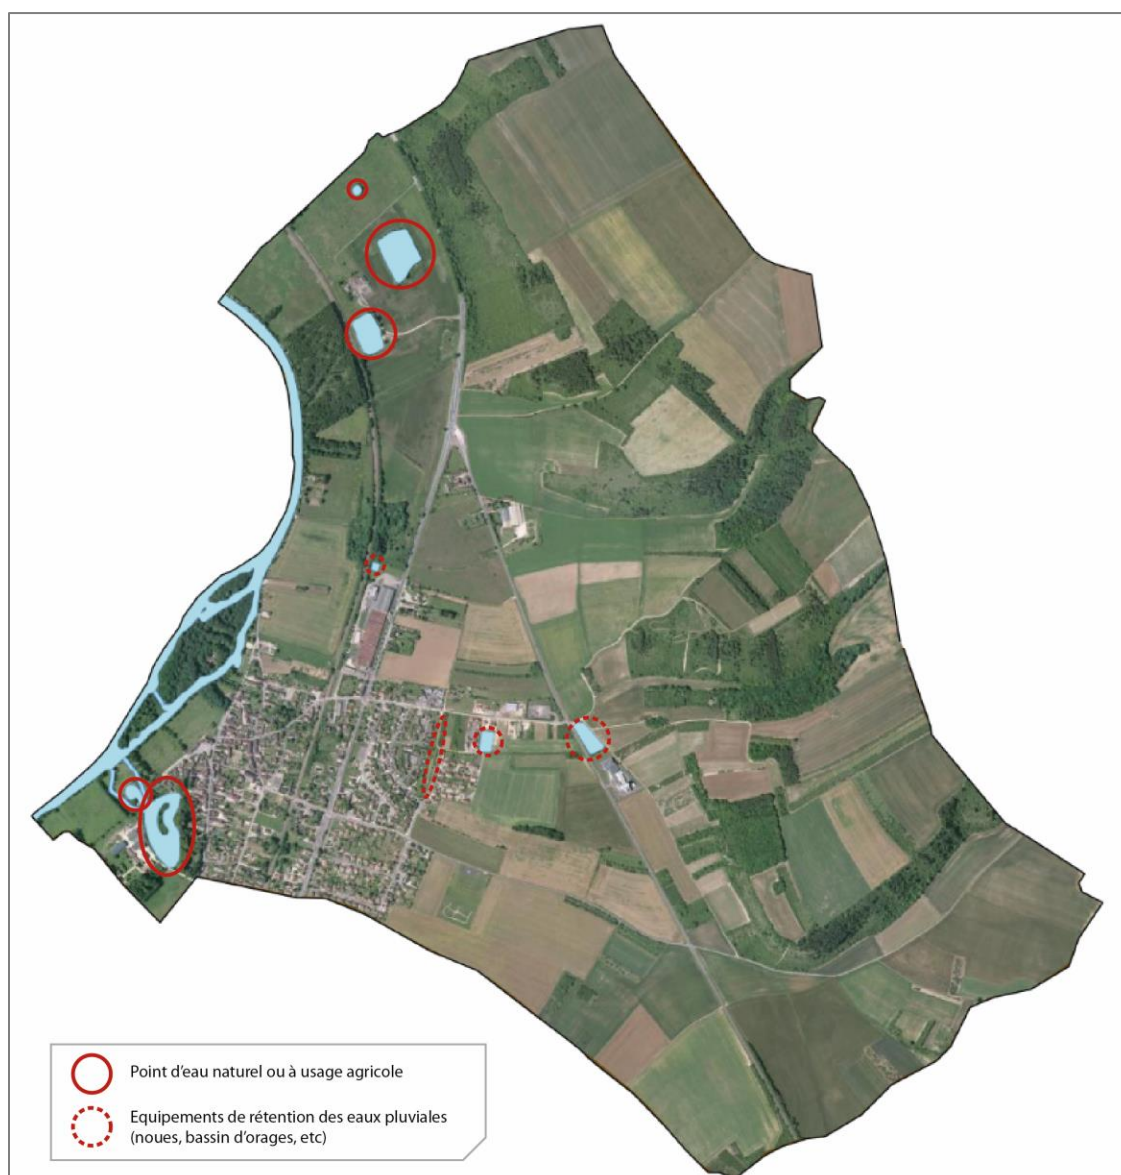 Point d'eau naturel ou à usage agricole
Equipements de rétention des eaux pluviales
(noues, bassin d'orages, etc)